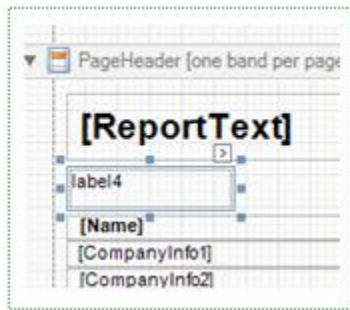 PageHeader [one band per page
[ReportText]
label4
[Name]
[CompanyInfo1]
[CompanyInfo2]